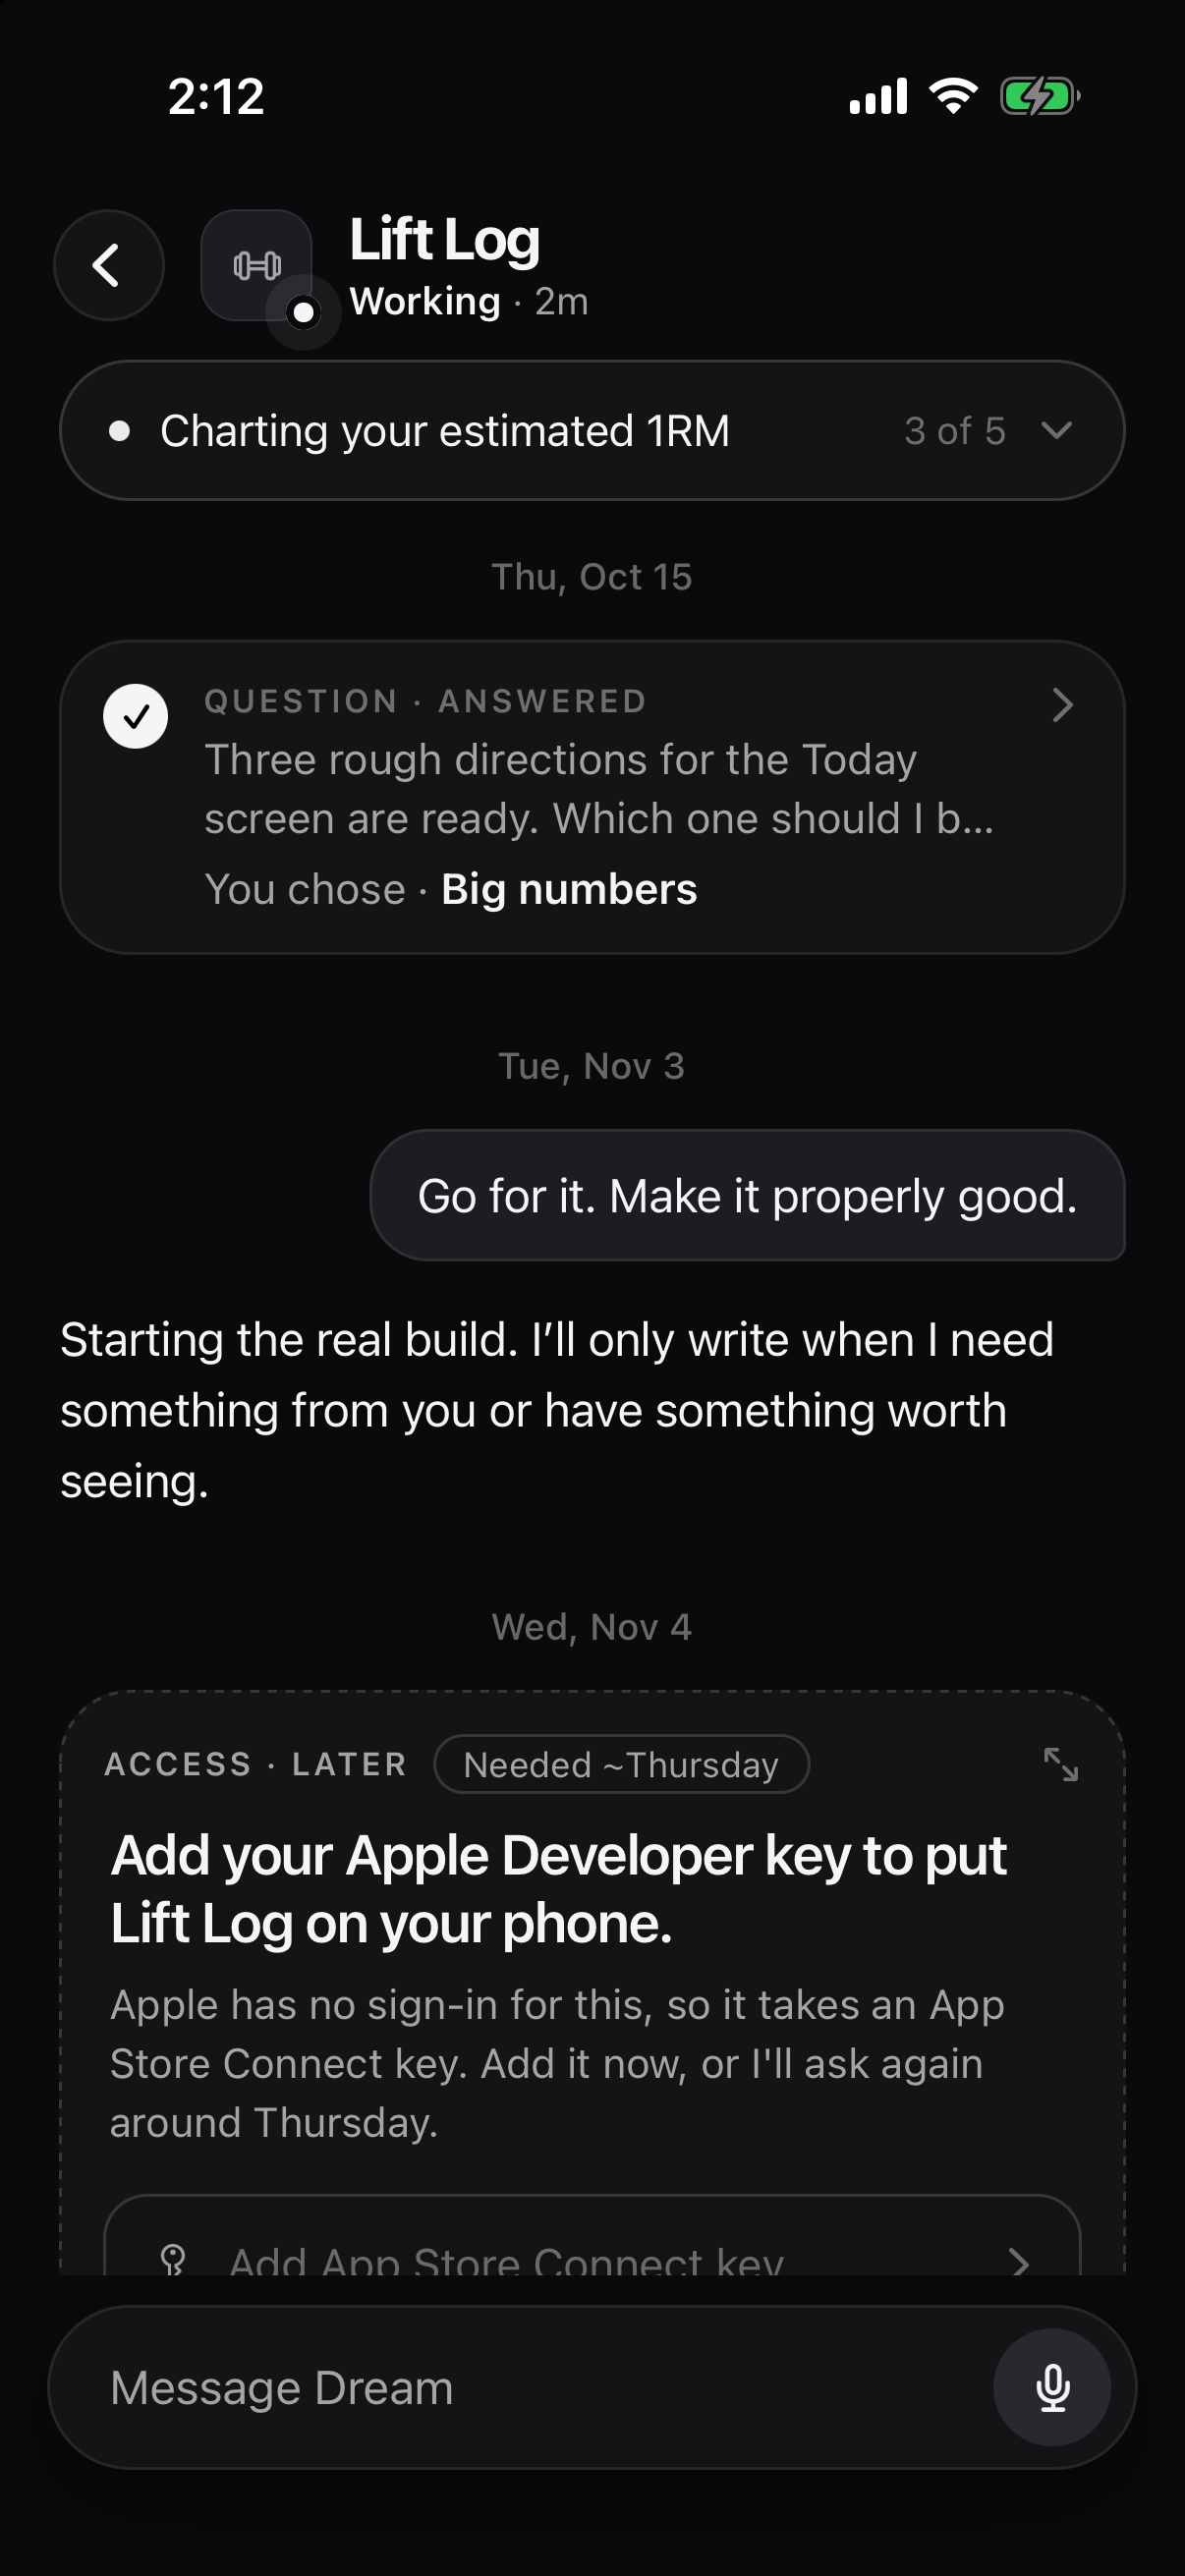 2:12
Lift Log
Working · 2m
Charting your estimated 1RM
3 of 5
Thu, Oct 15
QUESTION · ANSWERED
Three rough directions for the Today
screen are ready. Which one should I b...
You chose · Big numbers
Tue, Nov 3
Go for it. Make it properly good.
Starting the real build. I’ll only write when I need
something from you or have something worth
seeing.
Wed, Nov 4
ACCESS · LATER
Needed ~Thursday
Add your Apple Developer key to put
Lift Log on your phone.
Apple has no sign-in for this, so it takes an App
Store Connect key. Add it now, or I'll ask again
around Thursday.
Add App Store Connect key
Message Dream